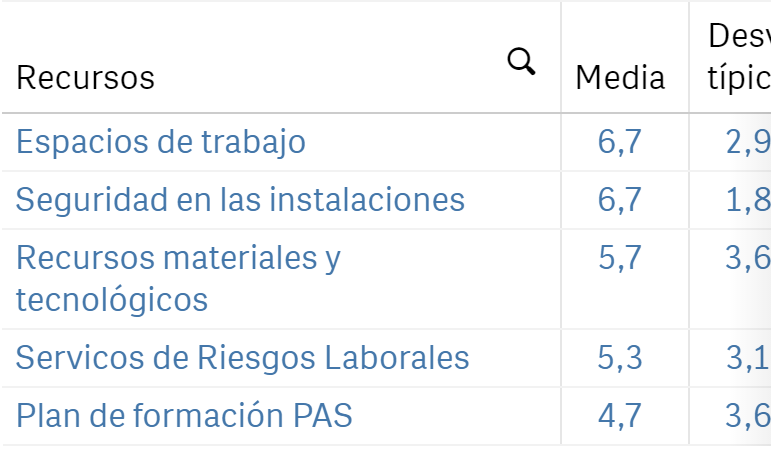 Recursos Media
Espacios de trabajo 6,7 2,9
Seguridad en las instalaciones 6,7 1,8
Recursos materiales y 5,7 3,6
tecnológicos
Servicos de Riesgos Laborales 5,3 3,1
Plan de formación PAS 4,7 3,6